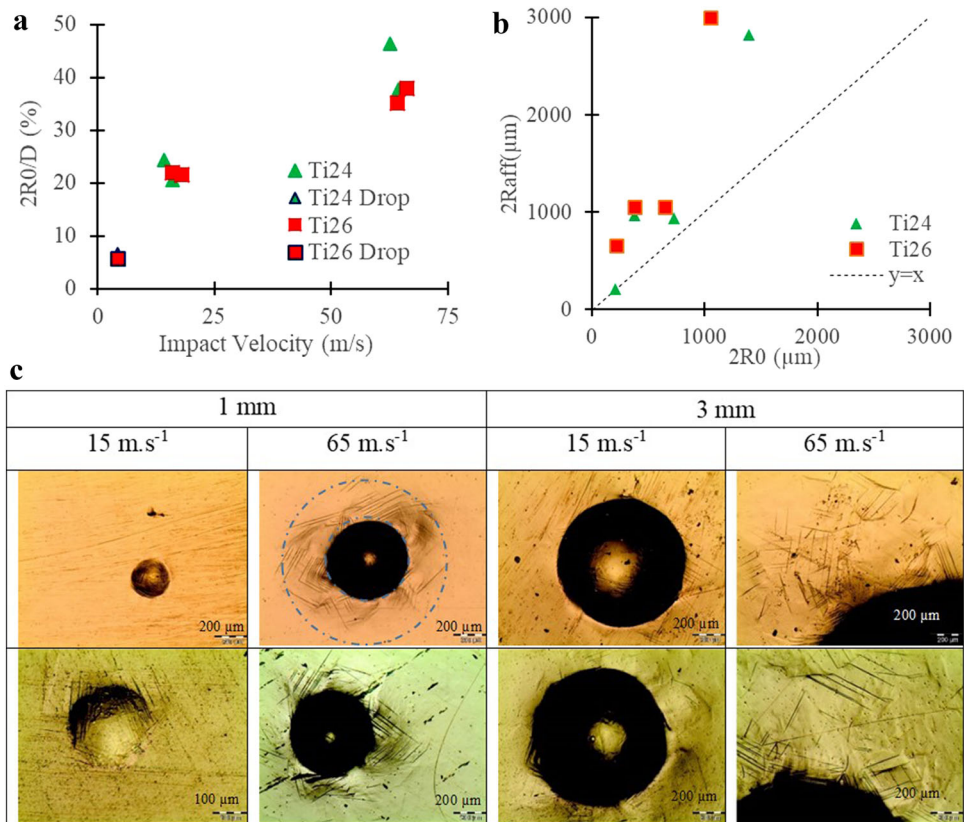 a
50
40
30
20
10
0
2R0/D (%)
0 25 50 75
Impact Velocity (m/s)
Ti24
Ti24 Drop
Ti26
Ti26 Drop
b
3000
2000
1000
0
2Raff(µm)
0 1000 2000 3000
2R0 (µm)
Ti24
Ti26
y=x
c
1 mm 3 mm
15 m.s-1 65 m.s-1 15 m.s-1 65 m.s-1
200 µm 200 µm 200 µm 200 µm
100 µm 200 µm 200 µm 200 µm